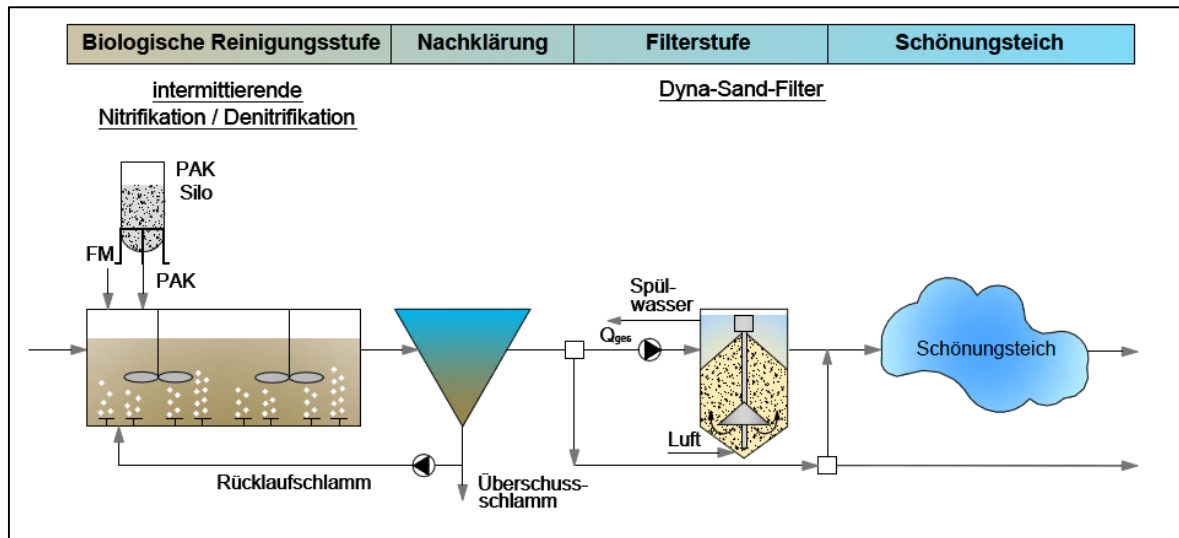 Biologische Reinigungsstufe
Nachklärung
Filterstufe
Schönungsteich
intermittierende
Nitrifikation / Denitrifikation
Dyna-Sand-Filter
PAK
Silo
FM
PAK
Spül-
wasser
Qges
Schönungsteich
Luft
Rücklaufschlamm
Überschuss-
schlamm